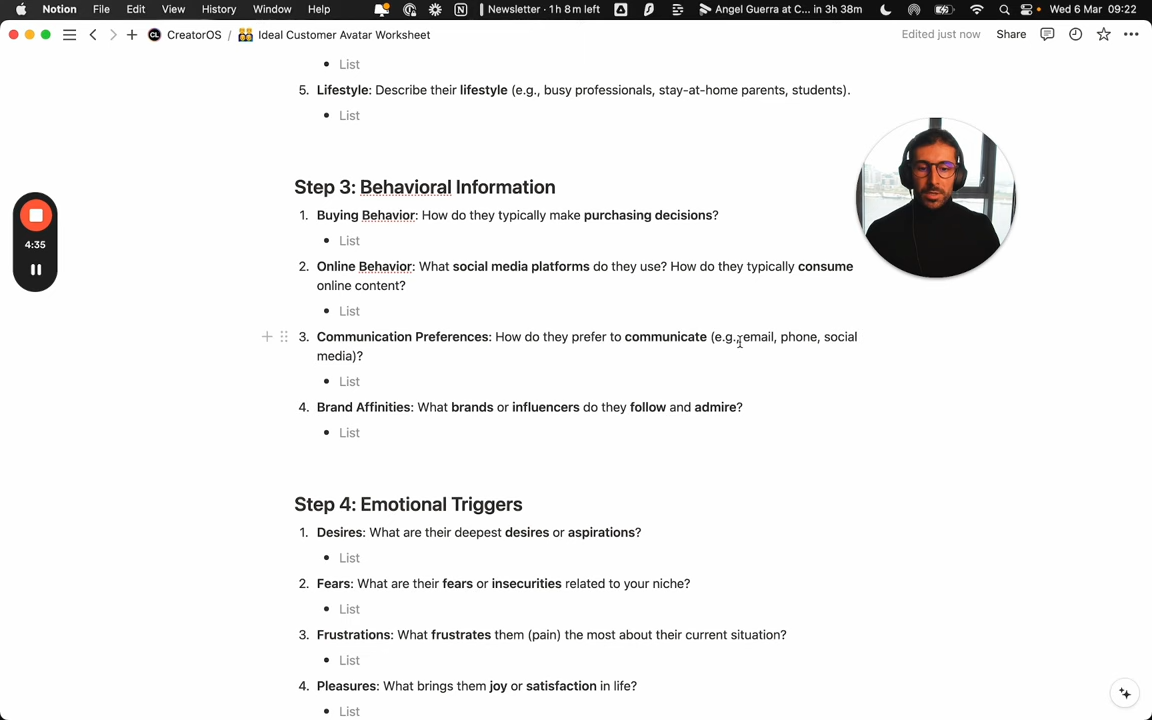 Notion File Edit View History Window Help Newsletter · 1 h 8 m left Angel Guerra at C... in 3h 38m Wed 6 Mar 09:22
CreatorOS / Ideal Customer Avatar Worksheet Edited just now Share
• List
5. Lifestyle: Describe their lifestyle (e.g., busy professionals, stay-at-home parents, students).
• List
Step 3: Behavioral Information
1. Buying Behavior: How do they typically make purchasing decisions?
• List
2. Online Behavior: What social media platforms do they use? How do they typically consume
online content?
• List
3. Communication Preferences: How do they prefer to communicate (e.g., email, phone, social
media)?
• List
4. Brand Affinities: What brands or influencers do they follow and admire?
• List
Step 4: Emotional Triggers
1. Desires: What are their deepest desires or aspirations?
• List
2. Fears: What are their fears or insecurities related to your niche?
• List
3. Frustrations: What frustrates them (pain) the most about their current situation?
• List
4. Pleasures: What brings them joy or satisfaction in life?
• List
4:35